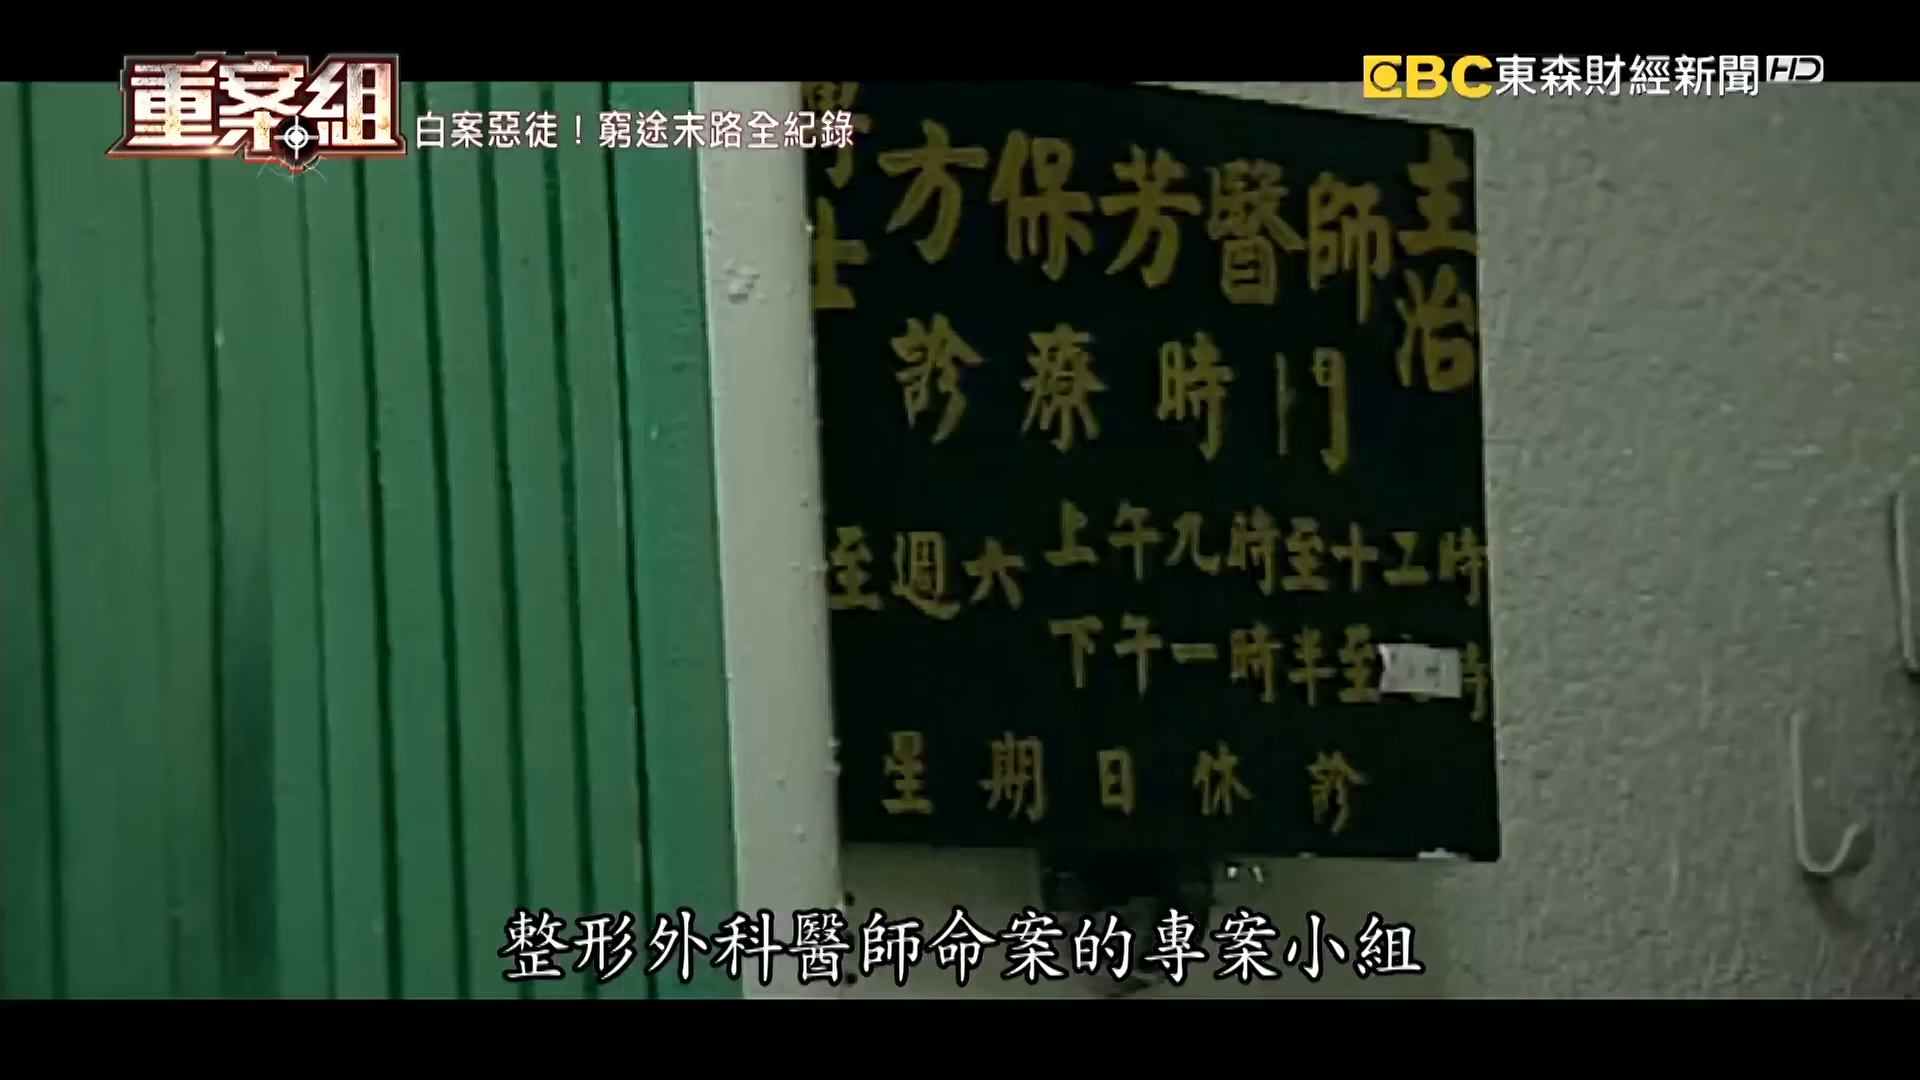 重案組
白案惡徒！窮途末路全紀錄
EBC東森財經新聞HD
主治
方保芳醫師
診療時間
至週六
上午九時至十二時
下午一時半至 時
星期日休診
整形外科醫師命案的專案小組